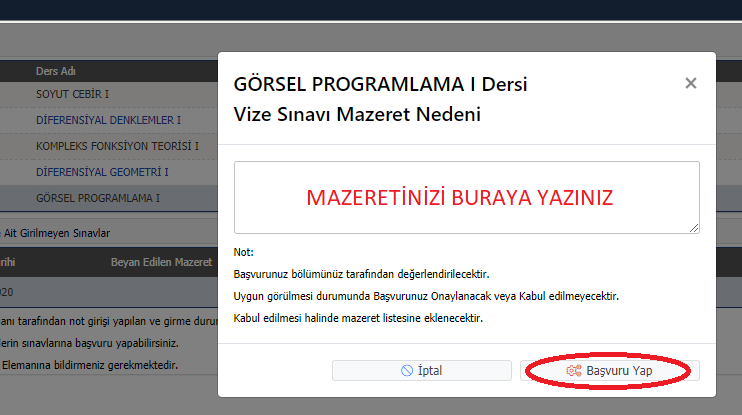 Ders Adı
SOYUT CEBİR I
DİFERENSİYAL DENKLEMLER I
KOMPLEKS FONKSİYON TEORİSİ I
DİFERENSİYAL GEOMETRİ I
GÖRSEL PROGRAMLAMA I
GÖRSEL PROGRAMLAMA I Dersi
Vize Sınavı Mazeret Nedeni
MAZERETİNİZİ BURAYA YAZINIZ
Not:
Başvurunuz bölümünüz tarafından değerlendirilecektir.
Uygun görülmesi durumunda Başvurunuz Onaylanacak veya Kabul edilmeyecektir.
Kabul edilmesi halinde mazeret listesine eklenecektir.
İptal
Başvuru Yap
Ait Girilmeyen Sınavlar
rihi Beyan Edilen Mazeret
020
anı tarafından not girişi yapılan ve girme duru
lerin sınavlarına başvuru yapabilirsiniz.
Elemanına bildirmeniz gerekmektedir.